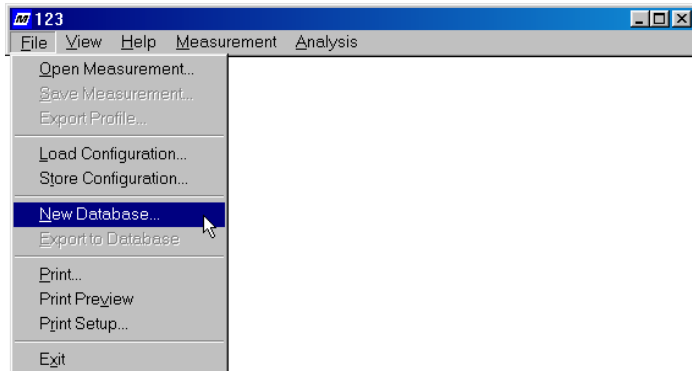 M 123
File View Help Measurement Analysis
Open Measurement...
Save Measurement...
Export Profile...
Load Configuration...
Store Configuration...
New Database...
Export to Database
Print...
Print Preview
Print Setup...
Exit